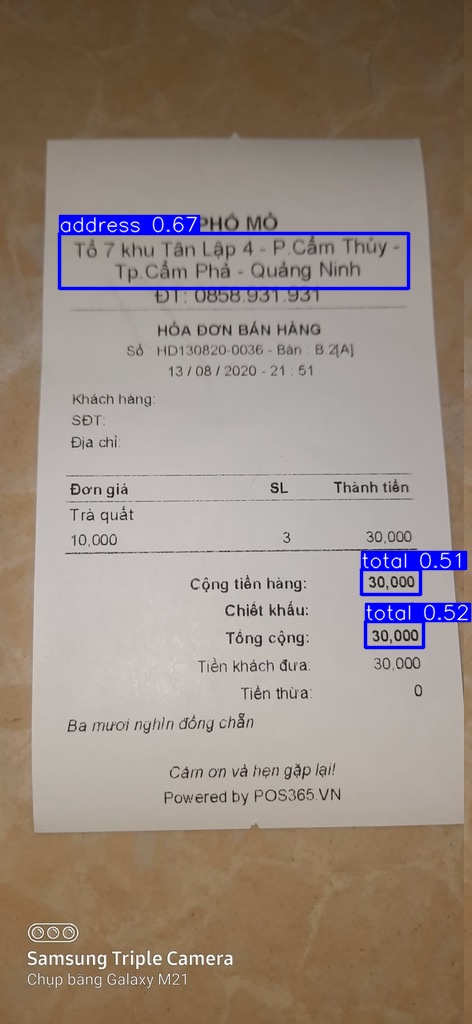 address 0.67 PHỐ MỎ
Tổ 7 khu Tân Lập 4 - P.Cẩm Thủy -
Tp.Cẩm Phả - Quảng Ninh
ĐT: 0858.931.931
HÓA ĐƠN BÁN HÀNG
Số : HD130820-0036 - Bàn : B.2[A]
13 / 08 / 2020 - 21 : 51
Khách hàng:
SĐT:
Địa chỉ:
Đơn giá SL Thành tiền
Trà quất
10,000 3 30,000
total 0.51
Cộng tiền hàng: 30,000
Chiết khấu: total 0.52
Tổng cộng: 30,000
Tiền khách đưa: 30,000
Tiền thừa: 0
Ba mươi nghìn đồng chẵn
Cảm ơn và hẹn gặp lại!
Powered by POS365.VN
Samsung Triple Camera
Chụp bằng Galaxy M21